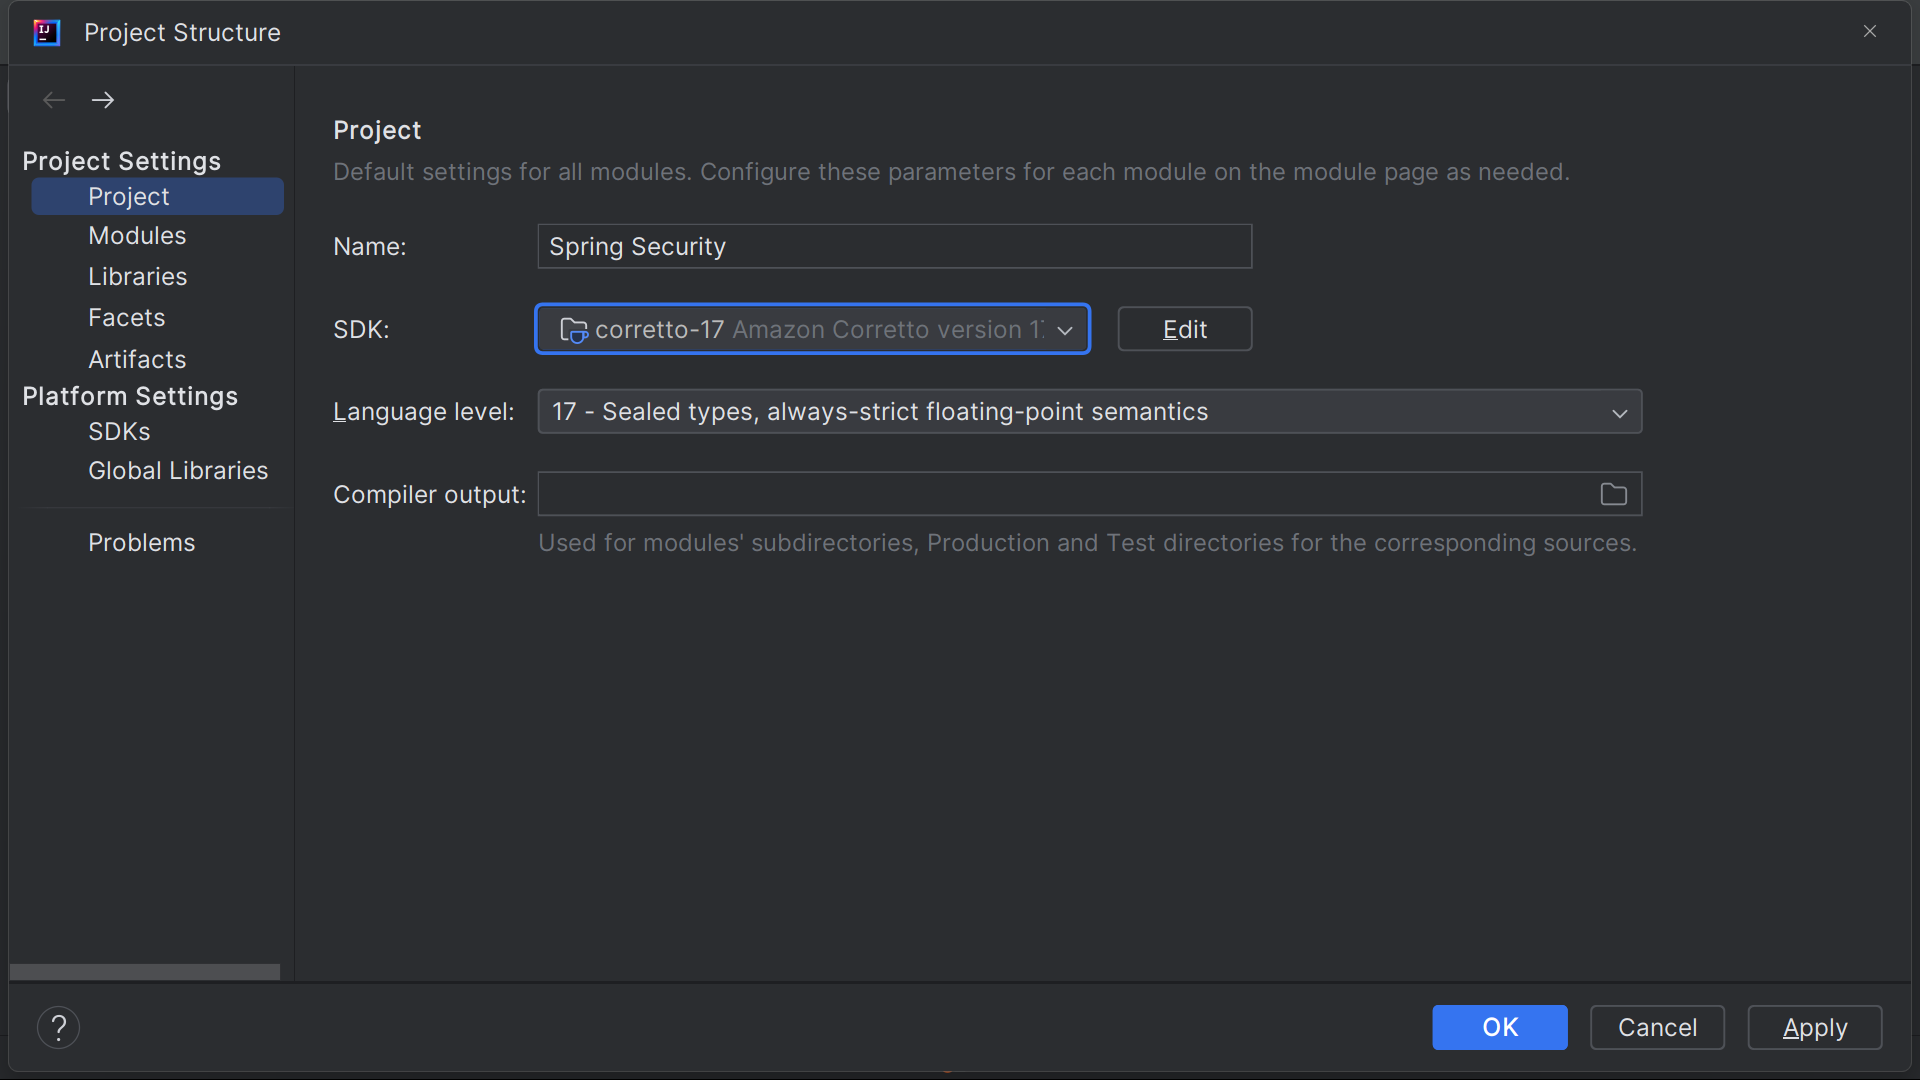 IJ
Project Structure
Project Settings
Project
Modules
Libraries
Facets
Artifacts
Platform Settings
SDKs
Global Libraries
Problems
Project
Default settings for all modules. Configure these parameters for each module on the module page as needed.
Name: Spring Security
SDK: corretto-17 Amazon Corretto version 17 Edit
Language level: 17 - Sealed types, always-strict floating-point semantics
Compiler output:
Used for modules' subdirectories, Production and Test directories for the corresponding sources.
? OK Cancel Apply